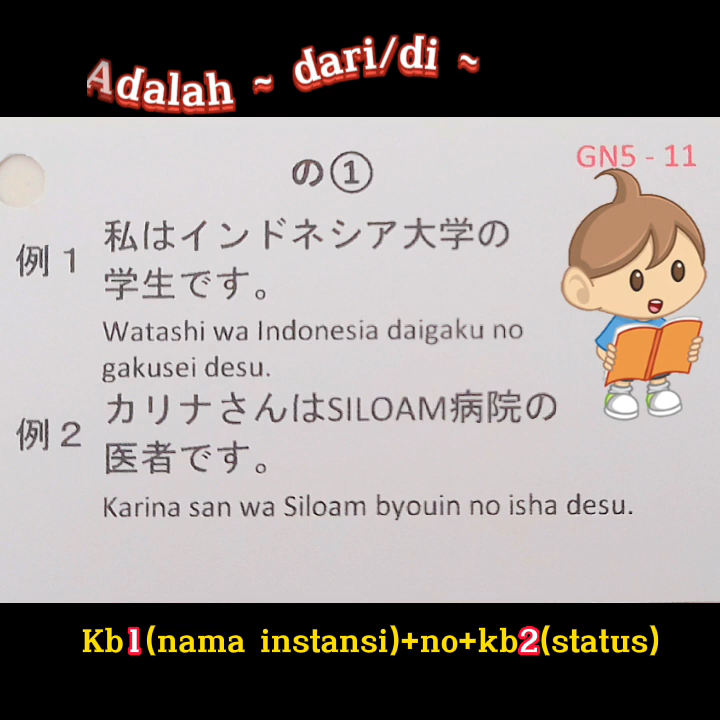 Adalah ~ dari/di ~
の①
GN5 - 11
例１
私はインドネシア大学の
学生です。
Watashi wa Indonesia daigaku no
gakusei desu.
例２
カリナさんはSILOAM病院の
医者です。
Karina san wa Siloam byouin no isha desu.
Kb1(nama instansi)+no+kb2(status)